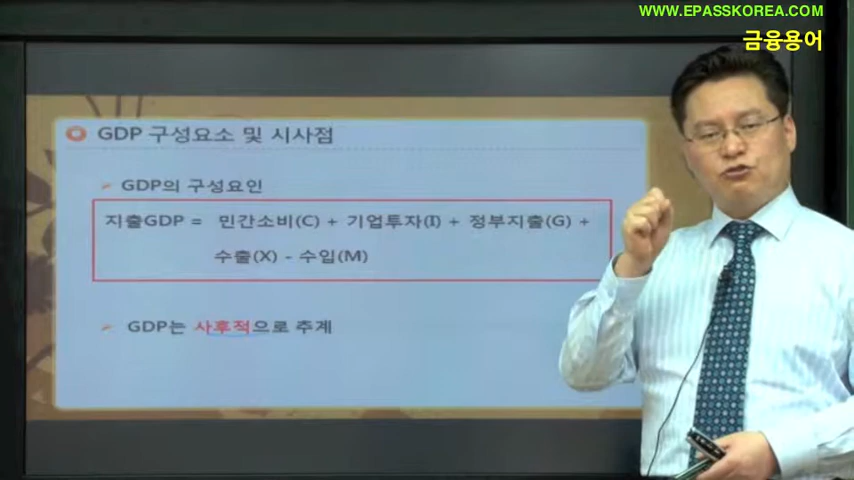 WWW.EPASSKOREA.COM
금융용어
GDP 구성요소 및 시사점
GDP의 구성요인
지출GDP = 민간소비(C) + 기업투자(I) + 정부지출(G) +
수출(X) - 수입(M)
GDP는 사후적으로 추계